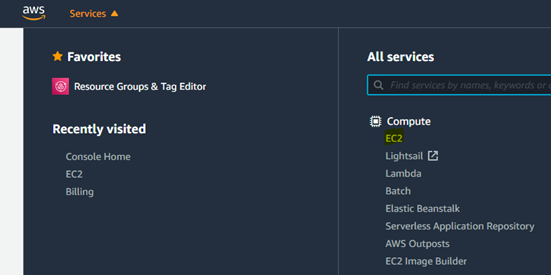 aws
Services
Favorites
Resource Groups & Tag Editor
Recently visited
Console Home
EC2
Billing
All services
Find services by names, keywords or
Compute
EC2
Lightsail
Lambda
Batch
Elastic Beanstalk
Serverless Application Repository
AWS Outposts
EC2 Image Builder